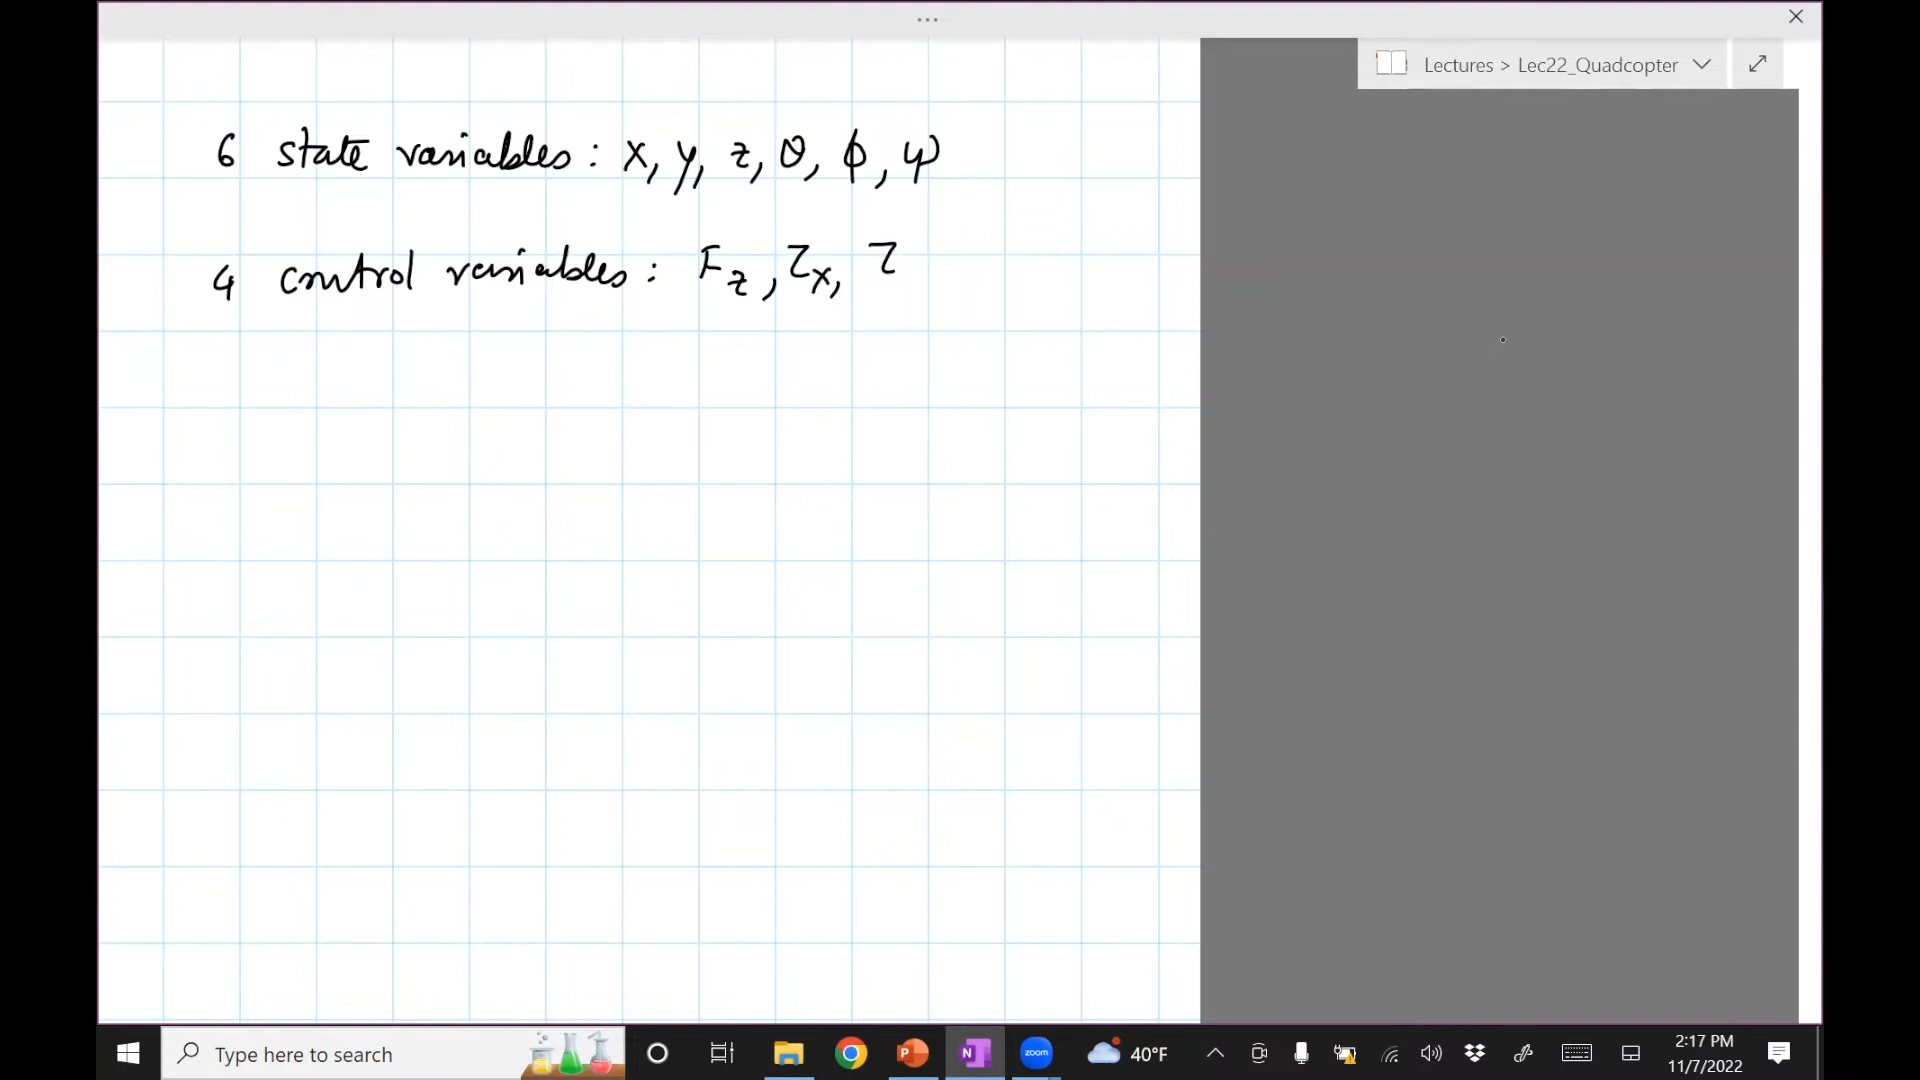 ...
Lectures > Lec22_Quadcopter
6 state variables: x, y, z, θ, ϕ, ψ
4 control variables: Fz, τx, τ
Type here to search
zoom
40°F
2:17 PM
11/7/2022